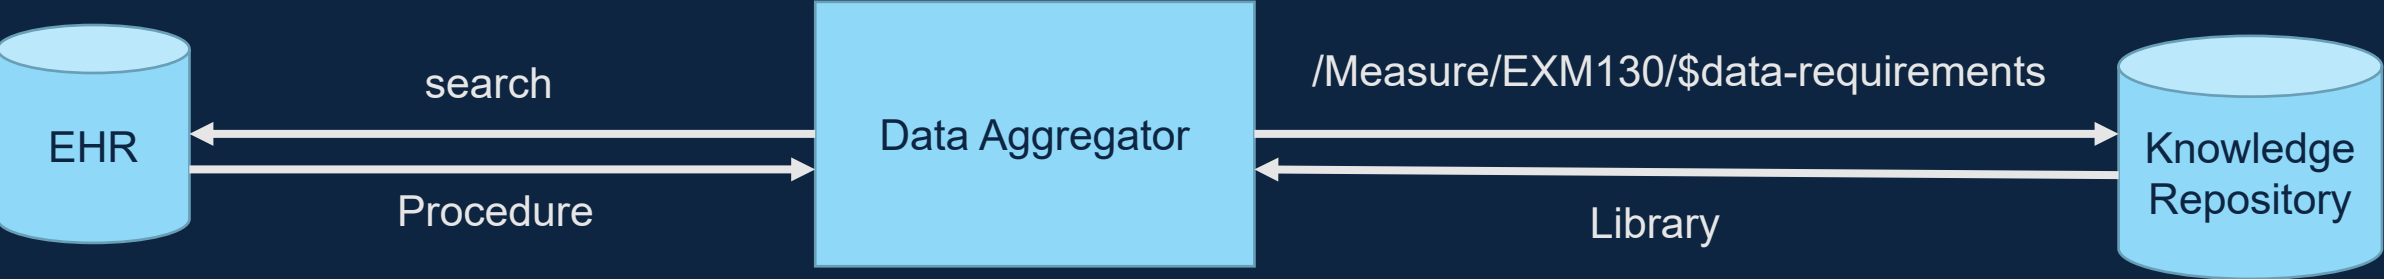 EHR
search
Procedure
Data Aggregator
/Measure/EXM130/$data-requirements
Library
Knowledge
Repository